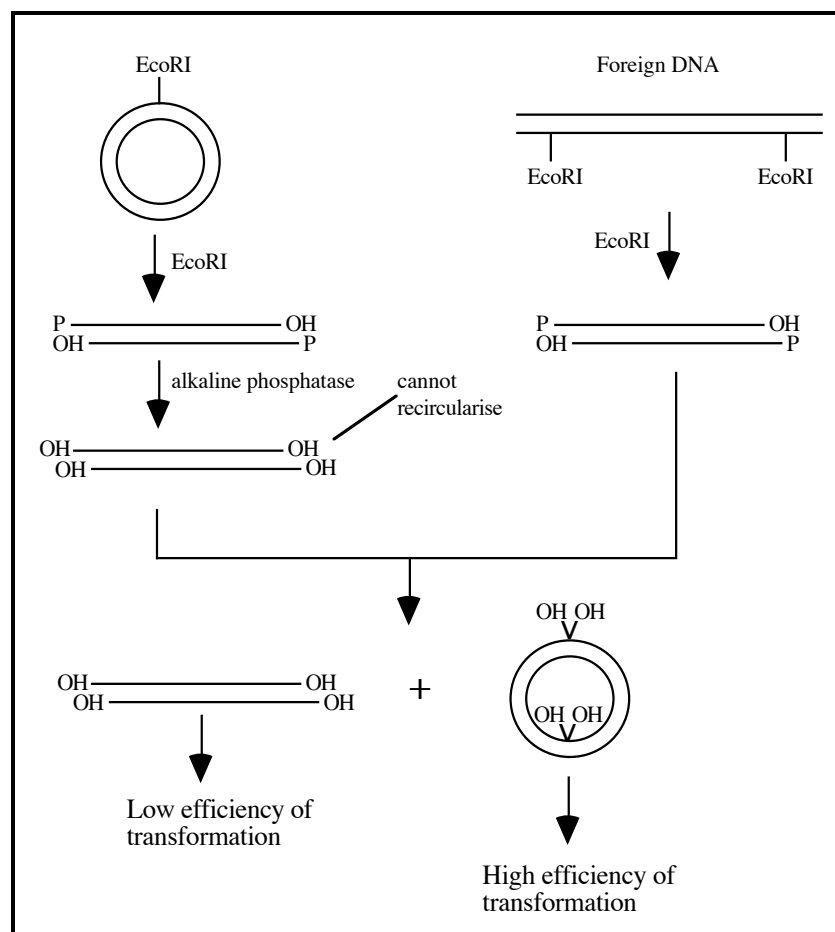 EcoRI
Foreign DNA
EcoRI EcoRI
EcoRI
EcoRI
P OH
OH P
P OH
OH P
alkaline phosphatase
cannot
recircularise
OH OH
OH OH
OH OH
OH OH
OH OH
+
OH OH
Low efficiency of
transformation
High efficiency of
transformation